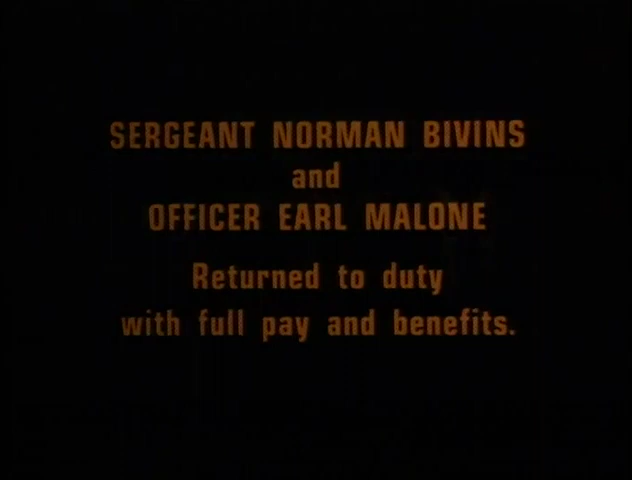 SERGEANT NORMAN BIVINS
and
OFFICER EARL MALONE
Returned to duty
with full pay and benefits.